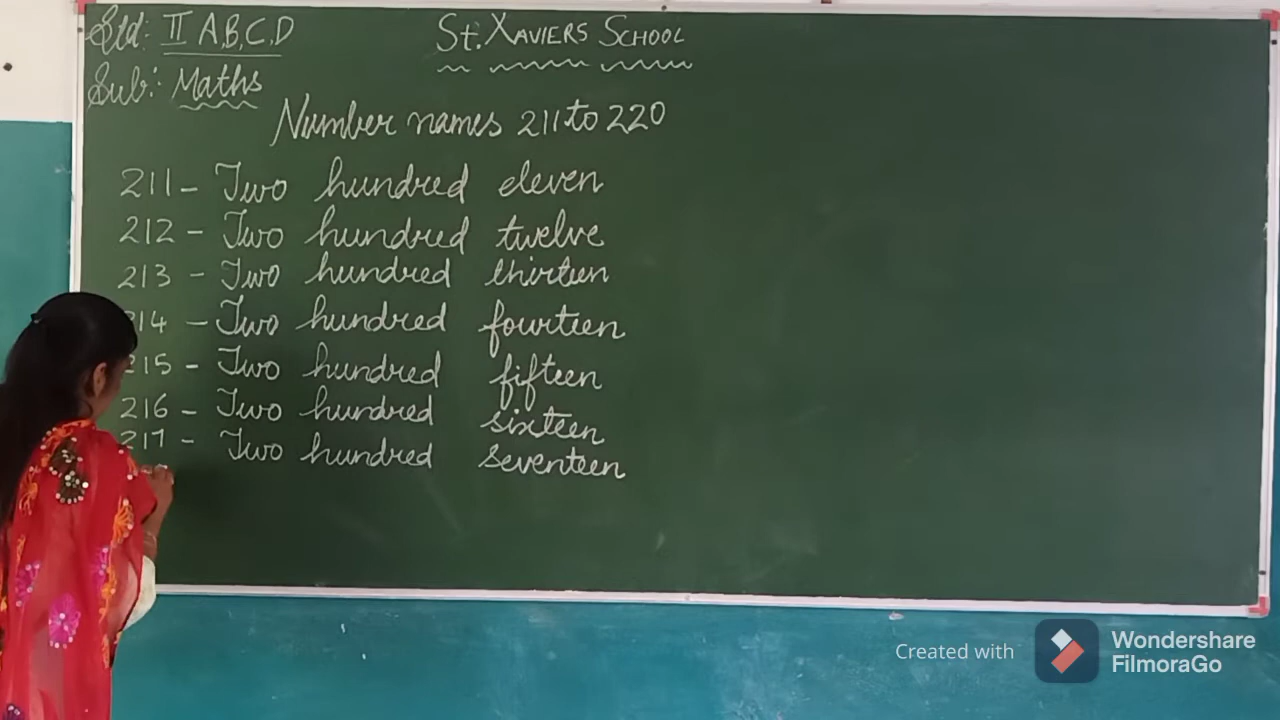 Std: II A,B,C,D
St. XAVIERS SCHOOL
Sub: Maths
Number names 211 to 220
211 - Two hundred eleven
212 - Two hundred twelve
213 - Two hundred thirteen
214 - Two hundred fourteen
215 - Two hundred fifteen
216 - Two hundred sixteen
217 - Two hundred seventeen
Created with
Wondershare
FilmoraGo